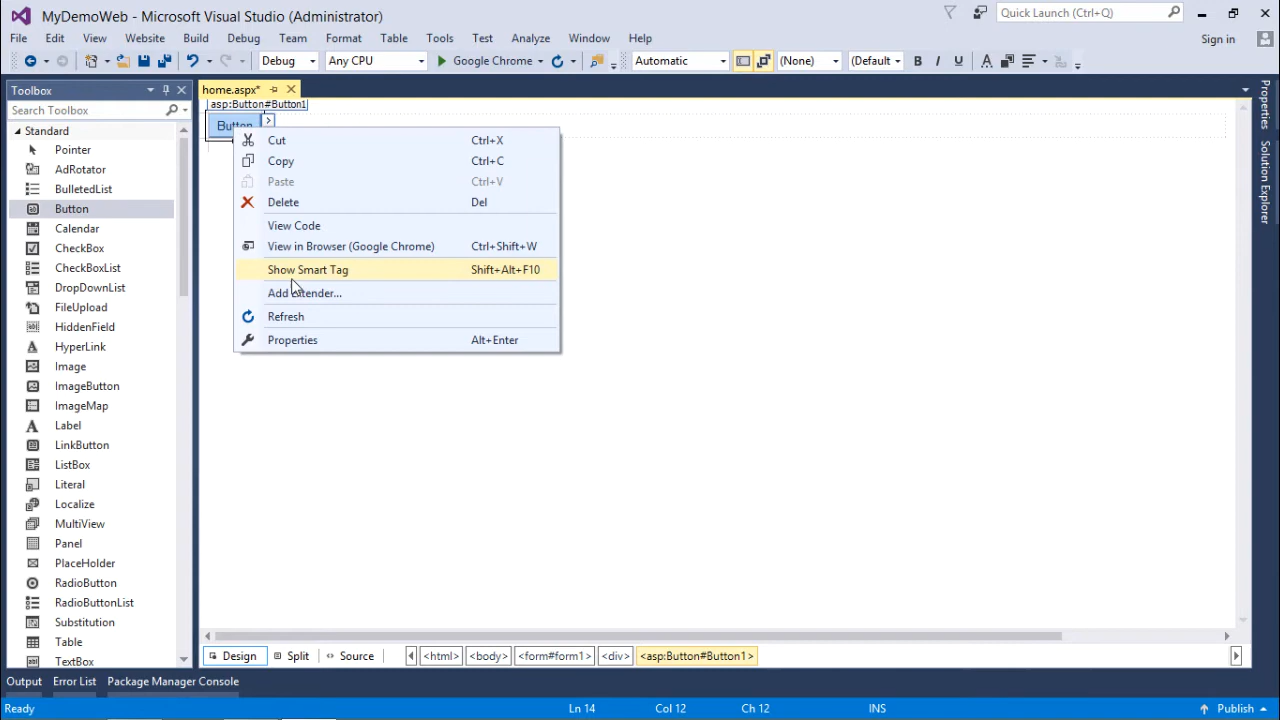 MyDemoWeb - Microsoft Visual Studio (Administrator)
Quick Launch (Ctrl+Q)
File Edit View Website Build Debug Team Format Table Tools Test Analyze Window Help
Sign in
Debug Any CPU Google Chrome Automatic (None) (Default B I U A
Toolbox
home.aspx*
Search Toolbox
asp:Button#Button1
Button
Standard
Pointer
AdRotator
BulletedList
Button
Calendar
CheckBox
CheckBoxList
DropDownList
FileUpload
HiddenField
HyperLink
Image
ImageButton
ImageMap
Label
LinkButton
ListBox
Literal
Localize
MultiView
Panel
PlaceHolder
RadioButton
RadioButtonList
Substitution
Table
TextBox
Cut Ctrl+X
Copy Ctrl+C
Paste Ctrl+V
Delete Del
View Code
View in Browser (Google Chrome) Ctrl+Shift+W
Show Smart Tag Shift+Alt+F10
Add Extender...
Refresh
Properties Alt+Enter
Properties
Solution Explorer
Design Split Source <html> <body> <form#form1> <div> <asp:Button#Button1>
Output Error List Package Manager Console
Ready Ln 14 Col 12 Ch 12 INS Publish